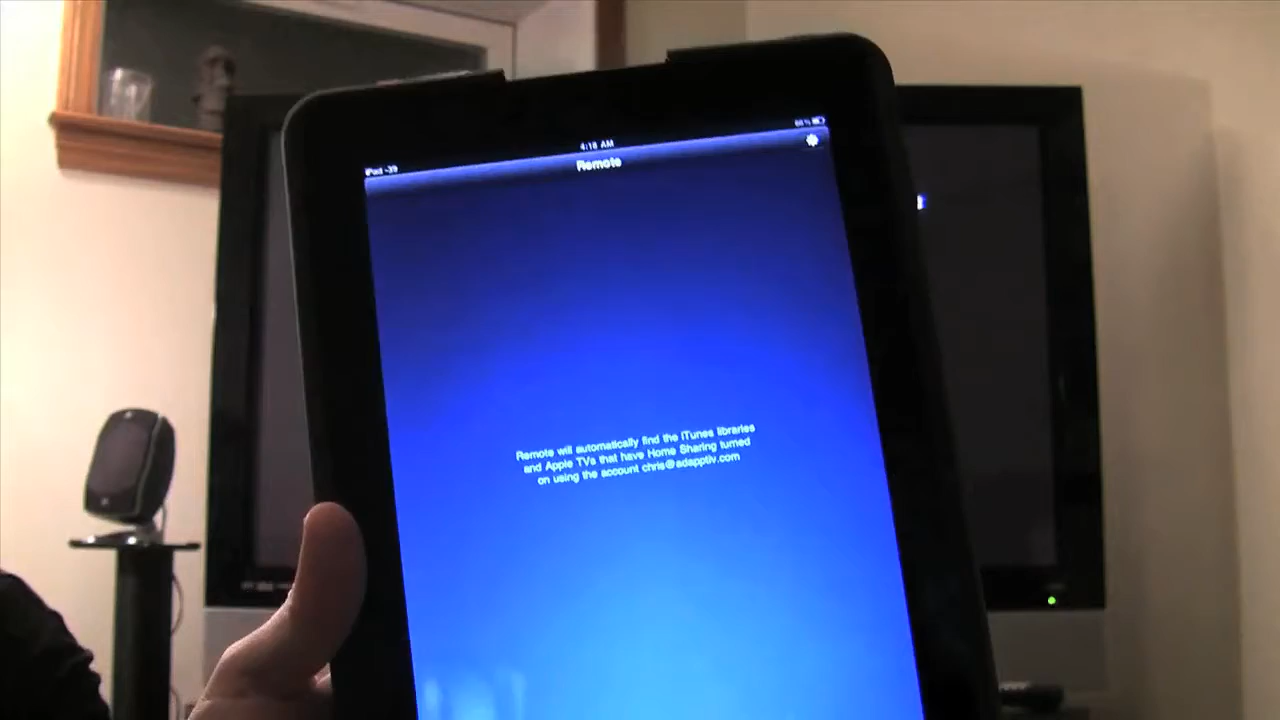 4:18 AM
iPad
Remote
Remote will automatically find the iTunes libraries
and Apple TVs that have Home Sharing turned
on using the account chris@adapptiv.com